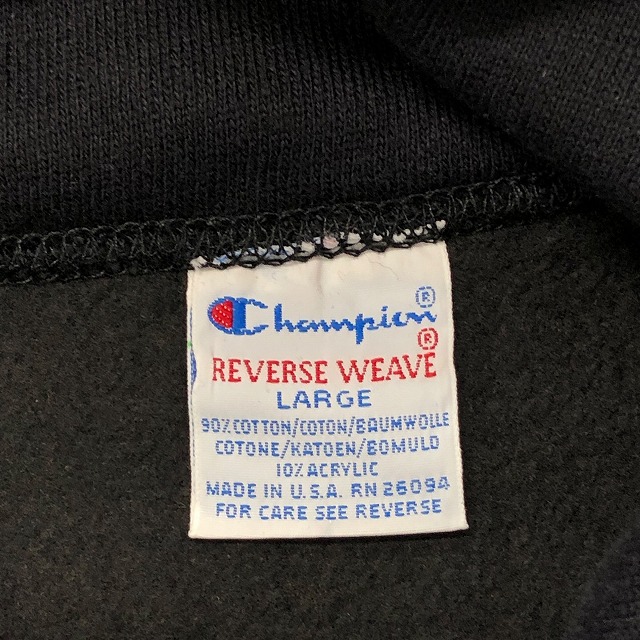 Champion®
REVERSE WEAVE®
LARGE
90% COTTON/COTON/BAUMWOLLE
COTONE/KATOEN/BOMULD
10% ACRYLIC
MADE IN U.S.A. RN 26094
FOR CARE SEE REVERSE